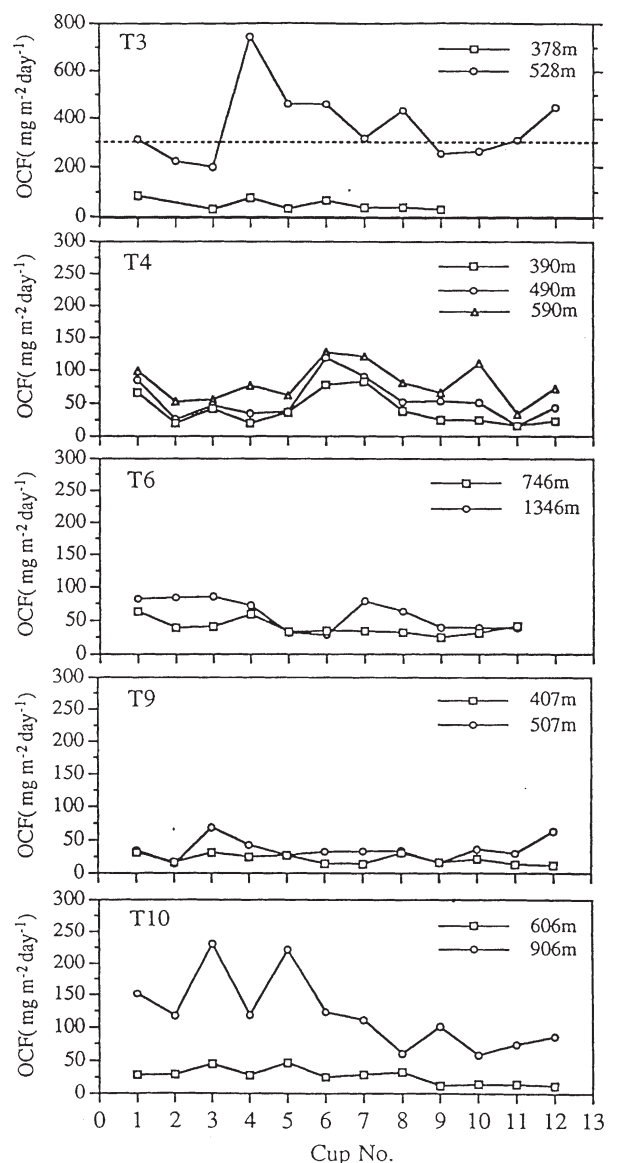 T3
378m
528m
800
600
400
300
200
0
OCF( mg m-2 day-1)
T4
390m
490m
590m
300
250
200
150
100
50
0
OCF( mg m-2 day-1)
T6
746m
1346m
300
250
200
150
100
50
0
OCF( mg m-2 day-1)
T9
407m
507m
300
250
200
150
100
50
0
OCF( mg m-2 day-1)
T10
606m
906m
300
250
200
150
100
50
0
OCF( mg m-2 day-1)
0 1 2 3 4 5 6 7 8 9 10 11 12 13
Cup No.